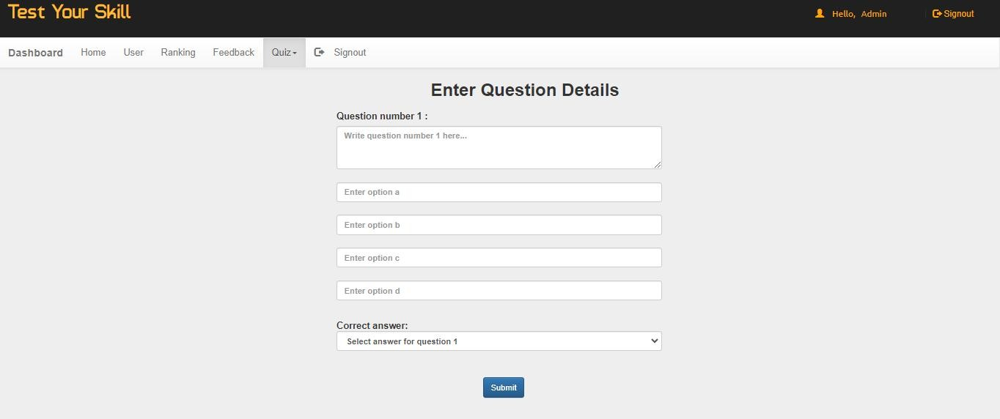 Test Your Skill
Hello, Admin
Signout
Dashboard Home User Ranking Feedback Quiz Signout
Enter Question Details
Question number 1 :
Write question number 1 here...
Enter option a
Enter option b
Enter option c
Enter option d
Correct answer:
Select answer for question 1
Submit